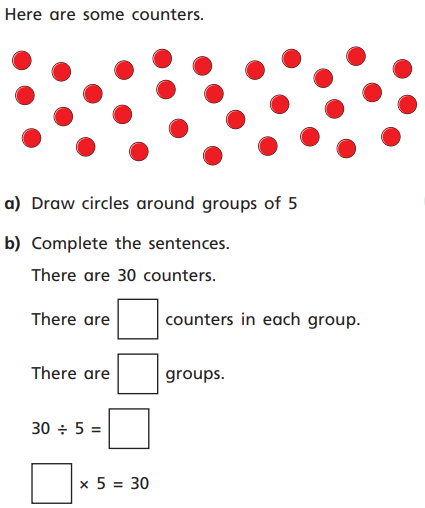 Here are some counters.
a) Draw circles around groups of 5
b) Complete the sentences.
There are 30 counters.
There are counters in each group.
There are groups.
30 ÷ 5 =
× 5 = 30